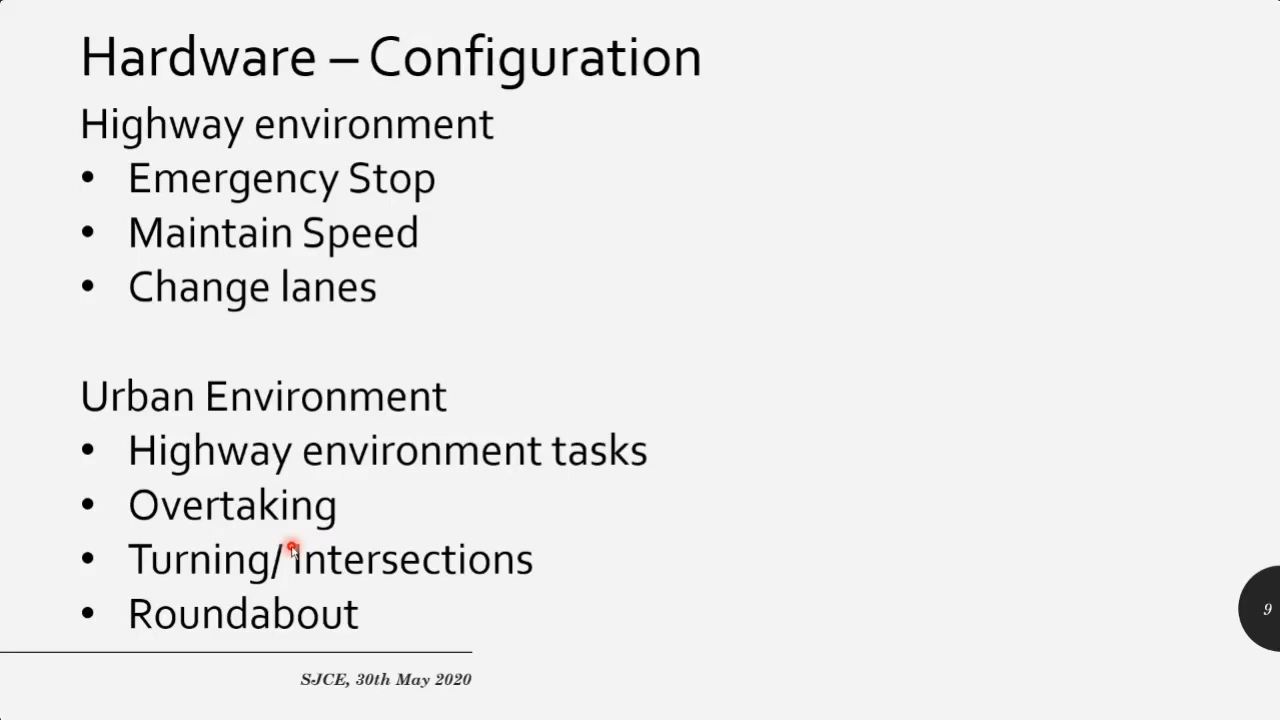 Hardware – Configuration
Highway environment
• Emergency Stop
• Maintain Speed
• Change lanes
Urban Environment
• Highway environment tasks
• Overtaking
• Turning/ Intersections
• Roundabout
9
SJCE, 30th May 2020